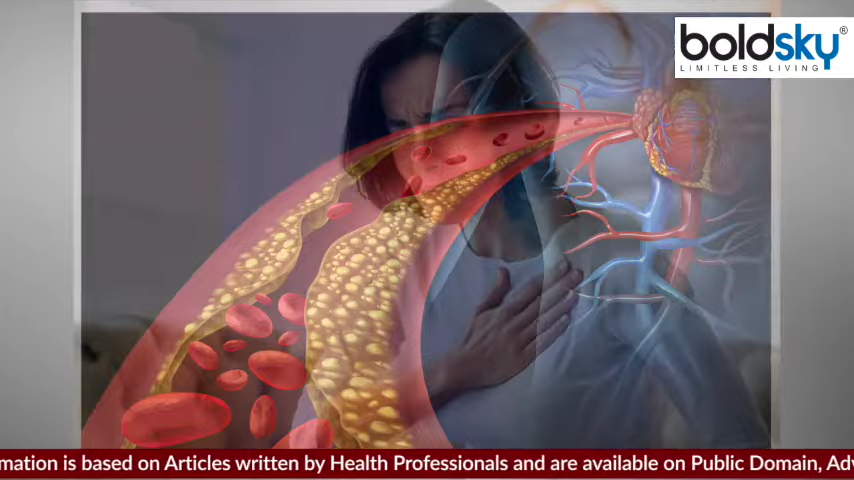 boldsky®
LIMITLESS LIVING
mation is based on Articles written by Health Professionals and are available on Public Domain, Adv